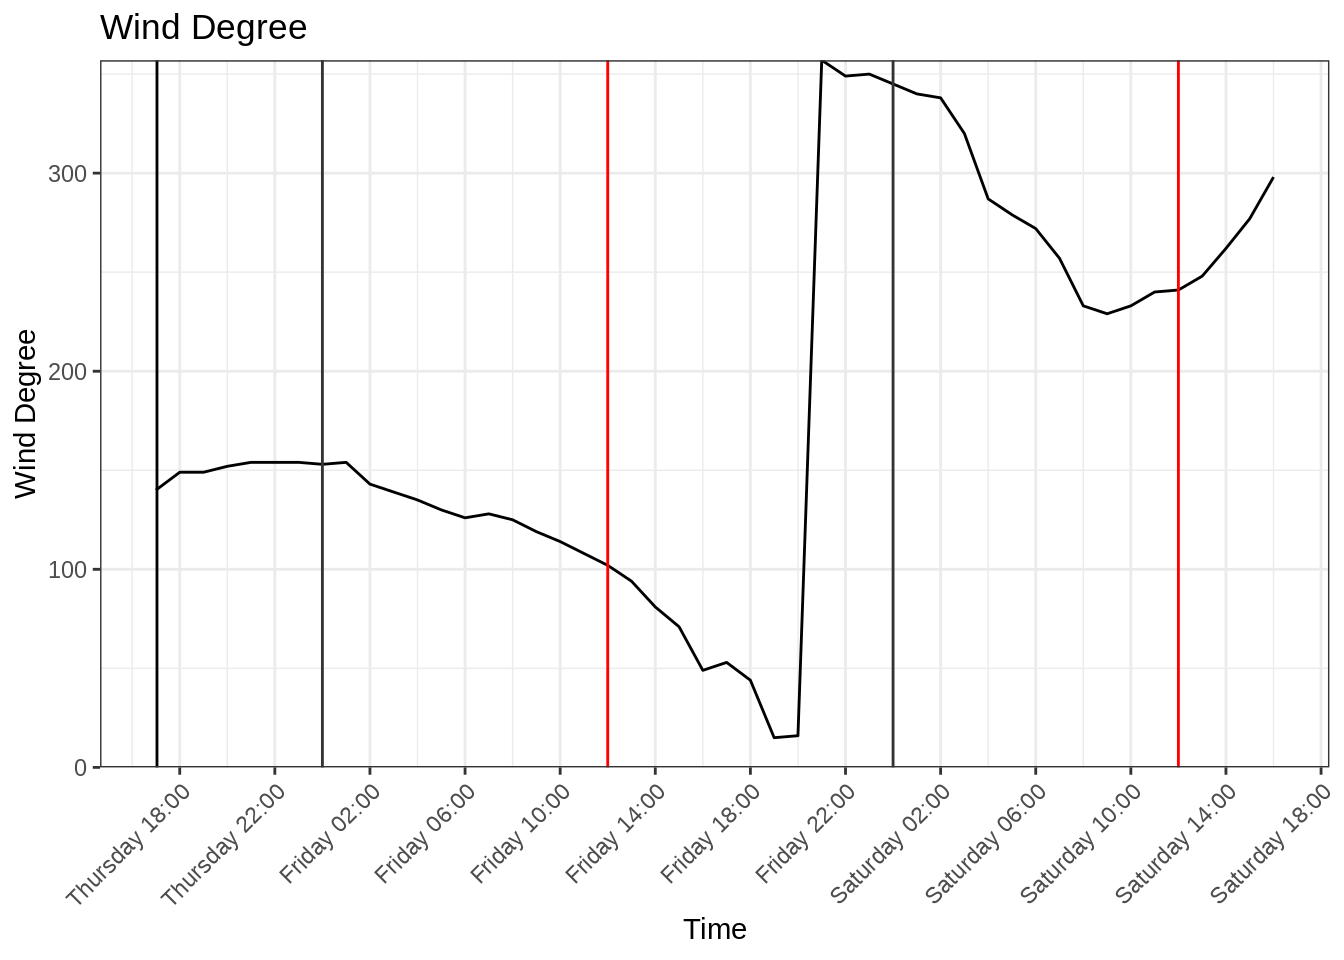 Wind Degree
Wind Degree
300
200
100
0
Thursday 18:00
Thursday 22:00
Friday 02:00
Friday 06:00
Friday 10:00
Friday 14:00
Friday 18:00
Friday 22:00
Saturday 02:00
Saturday 06:00
Saturday 10:00
Saturday 14:00
Saturday 18:00
Time